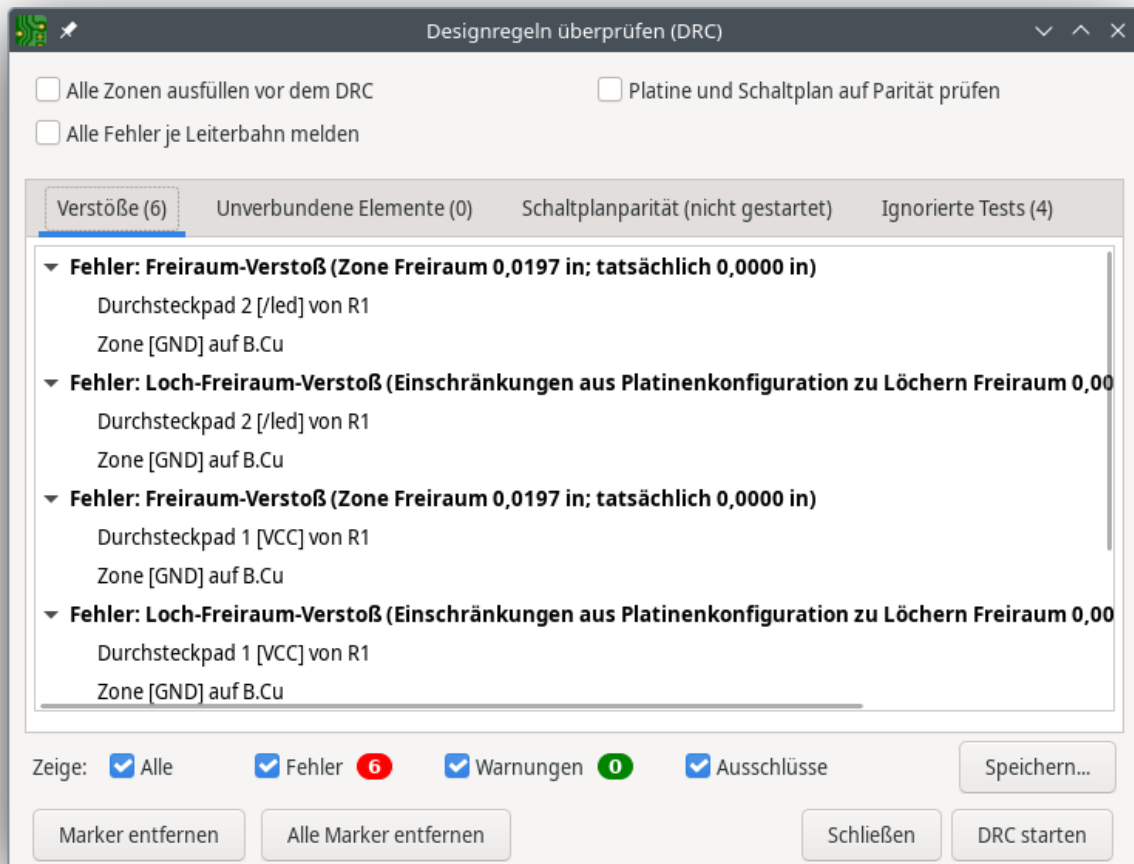 Designregeln überprüfen (DRC)
Alle Zonen ausfüllen vor dem DRC
Platine und Schaltplan auf Parität prüfen
Alle Fehler je Leiterbahn melden
Verstöße (6) Unverbundene Elemente (0) Schaltplanparität (nicht gestartet) Ignorierte Tests (4)
Fehler: Freiraum-Verstoß (Zone Freiraum 0,0197 in; tatsächlich 0,0000 in)
Durchsteckpad 2 [/led] von R1
Zone [GND] auf B.Cu
Fehler: Loch-Freiraum-Verstoß (Einschränkungen aus Platinenkonfiguration zu Löchern Freiraum 0,00
Durchsteckpad 2 [/led] von R1
Zone [GND] auf B.Cu
Fehler: Freiraum-Verstoß (Zone Freiraum 0,0197 in; tatsächlich 0,0000 in)
Durchsteckpad 1 [VCC] von R1
Zone [GND] auf B.Cu
Fehler: Loch-Freiraum-Verstoß (Einschränkungen aus Platinenkonfiguration zu Löchern Freiraum 0,00
Durchsteckpad 1 [VCC] von R1
Zone [GND] auf B.Cu
Zeige: Alle Fehler 6 Warnungen 0 Ausschlüsse Speichern...
Marker entfernen Alle Marker entfernen Schließen DRC starten